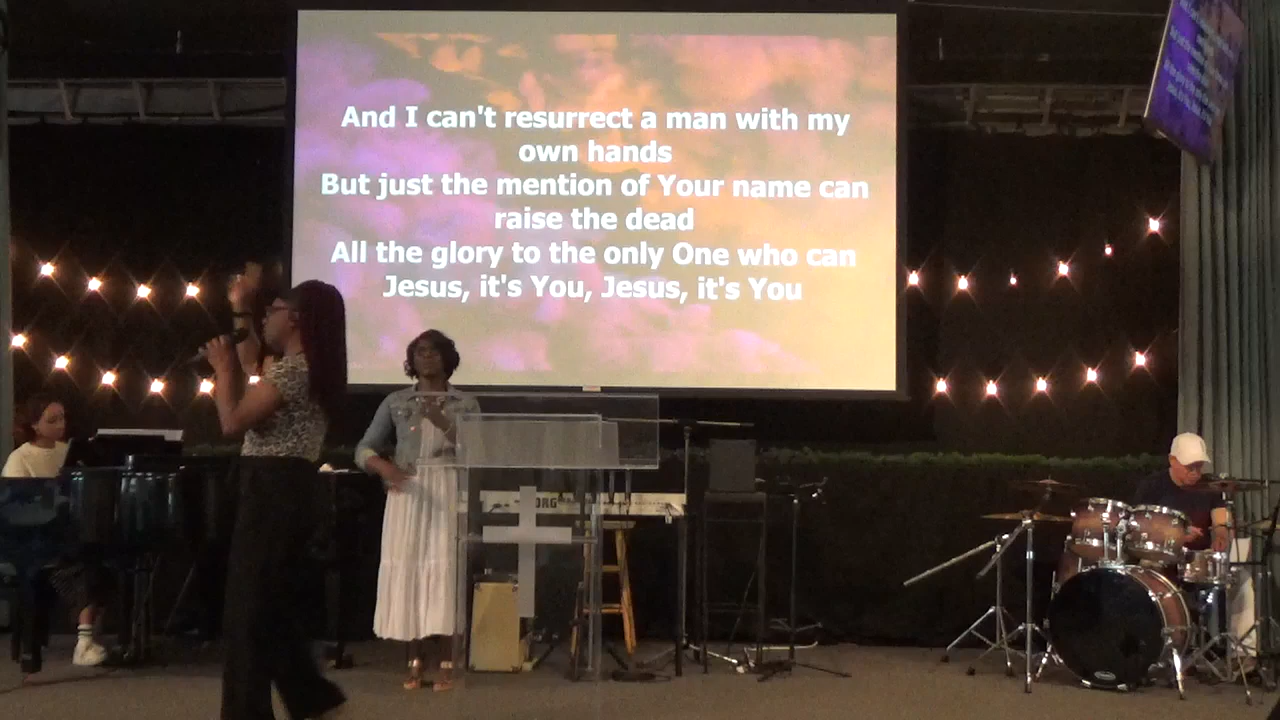 And I can't resurrect a man with my
own hands
But just the mention of Your name can
raise the dead
All the glory to the only One who can
Jesus, it's You, Jesus, it's You